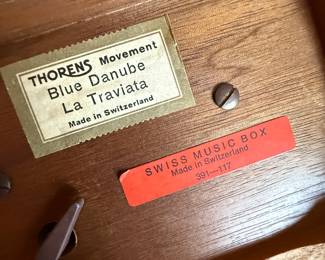 THORENS Movement
Blue Danube
La Traviata
Made in Switzerland
SWISS MUSIC BOX
Made in Switzerland
391—117